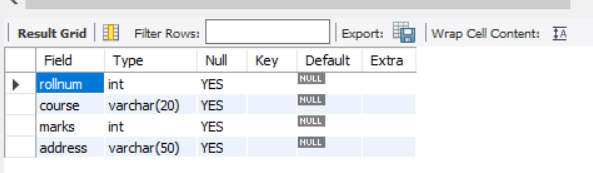 Result Grid Filter Rows: Export: Wrap Cell Content: IA
Field Type Null Key Default Extra
rollnum int YES NULL
course varchar(20) YES NULL
marks int YES NULL
address varchar(50) YES NULL